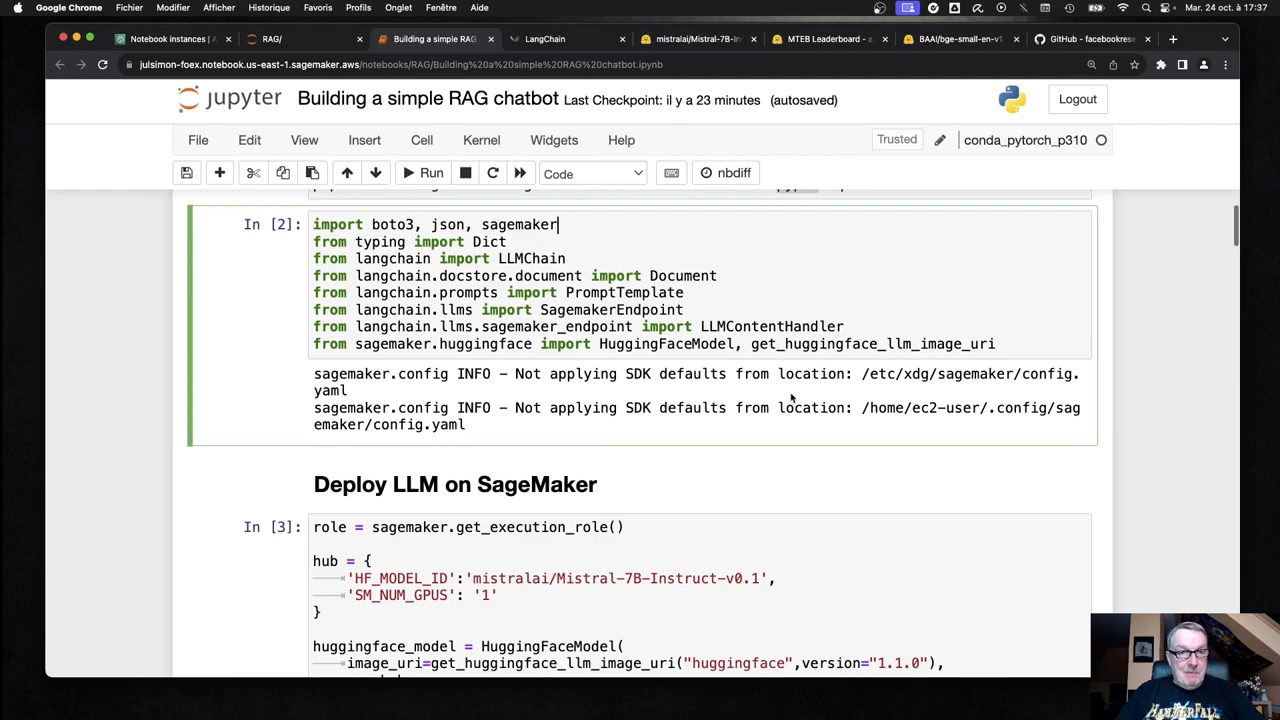 Google Chrome Fichier Modifier Afficher Historique Favoris Profils Onglet Fenêtre Aide Mar. 24 oct. à 17:37
Notebook instances | A RAG/ Building a simple RAG LangChain mistralai/Mistral-7B-Ins MTEB Leaderboard - a BAAI/bge-small-en-v1. GitHub - facebookrese
julsimon-foex.notebook.us-east-1.sagemaker.aws/notebooks/RAG/Building%20a%20simple%20RAG%20chatbot.ipynb
jupyter Building a simple RAG chatbot Last Checkpoint: il y a 23 minutes (autosaved) Logout
File Edit View Insert Cell Kernel Widgets Help Trusted conda_pytorch_p310
Run Code nbdiff
In [2]: import boto3, json, sagemaker
from typing import Dict
from langchain import LLMChain
from langchain.docstore.document import Document
from langchain.prompts import PromptTemplate
from langchain.llms import SagemakerEndpoint
from langchain.llms.sagemaker_endpoint import LLMContentHandler
from sagemaker.huggingface import HuggingFaceModel, get_huggingface_llm_image_uri
sagemaker.config INFO - Not applying SDK defaults from location: /etc/xdg/sagemaker/config.
yaml
sagemaker.config INFO - Not applying SDK defaults from location: /home/ec2-user/.config/sag
emaker/config.yaml
Deploy LLM on SageMaker
In [3]: role = sagemaker.get_execution_role()
hub = {
'HF_MODEL_ID':'mistralai/Mistral-7B-Instruct-v0.1',
'SM_NUM_GPUS': '1'
}
huggingface_model = HuggingFaceModel(
image_uri=get_huggingface_llm_image_uri("huggingface",version="1.1.0"),
HAMMERFALL